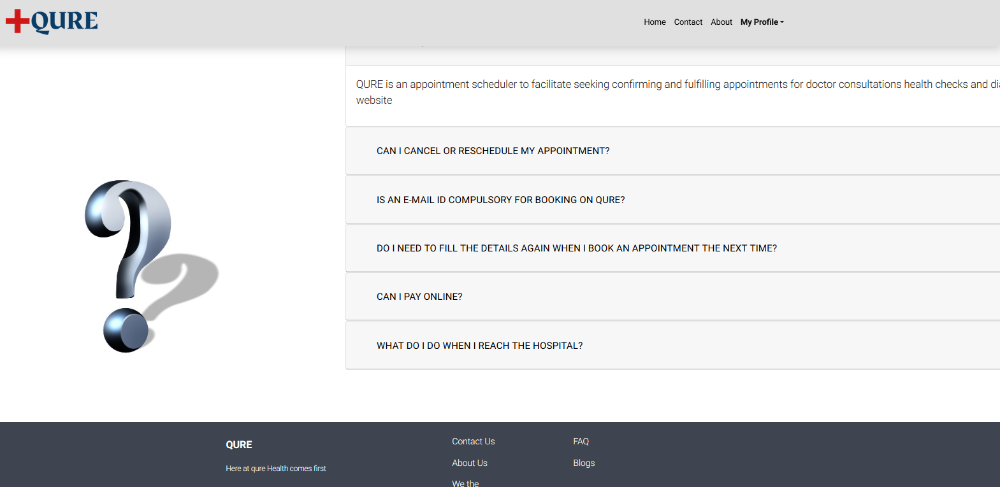 QURE
Home Contact About My Profile
QURE is an appointment scheduler to facilitate seeking confirming and fulfilling appointments for doctor consultations health checks and
website
CAN I CANCEL OR RESCHEDULE MY APPOINTMENT?
IS AN E-MAIL ID COMPULSORY FOR BOOKING ON QURE?
DO I NEED TO FILL THE DETAILS AGAIN WHEN I BOOK AN APPOINTMENT THE NEXT TIME?
CAN I PAY ONLINE?
WHAT DO I DO WHEN I REACH THE HOSPITAL?
QURE
Here at qure Health comes first
Contact Us
About Us
We the
FAQ
Blogs